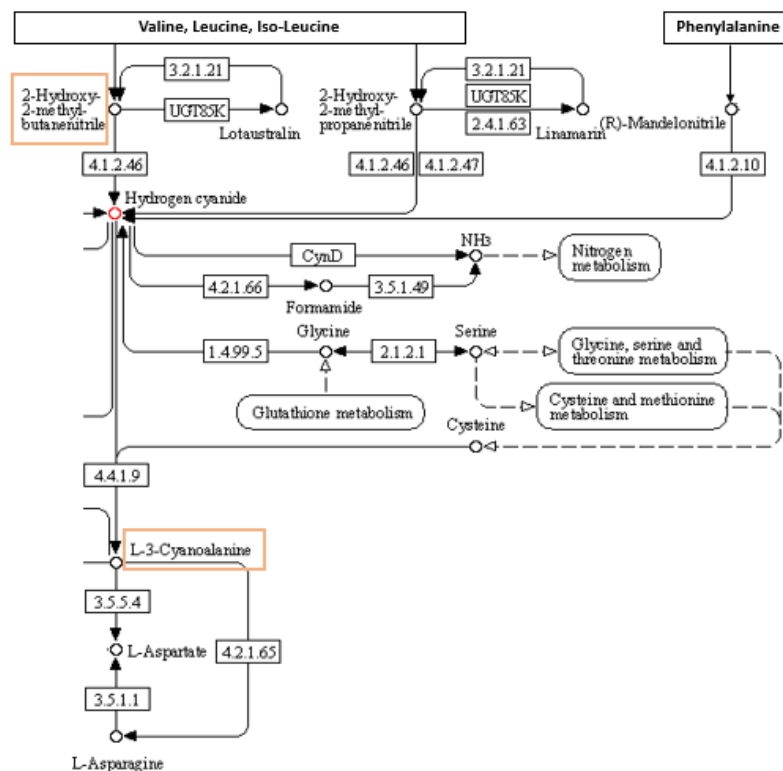 Valine, Leucine, Iso-Leucine
Phenylalanine
3.2.1.21
3.2.1.21
2-Hydroxy-
2-methyl-
butanenitrile
UGT85K
Lotaustralin
2-Hydroxy-
2-methyl-
propanenitrile
UGT85K
2.4.1.63
Linamarin
(R)-Mandelonitrile
4.1.2.46
4.1.2.46
4.1.2.47
4.1.2.10
Hydrogen cyanide
CynD
NH3
Nitrogen
metabolism
4.2.1.66
Formamide
3.5.1.49
Glycine
Serine
1.4.99.5
2.1.2.1
Glycine, serine and
threonine metabolism
Glutathione metabolism
Cysteine and methionine
metabolism
Cysteine
4.4.1.9
L-3-Cyanoalanine
3.5.5.4
L-Aspartate
4.2.1.65
3.5.1.1
L-Asparagine